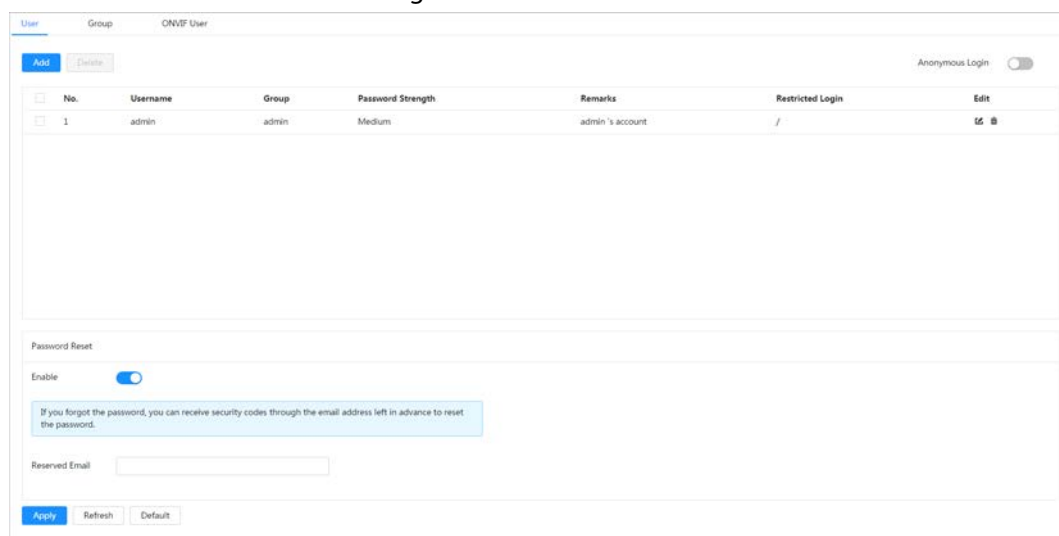 g
User Group ONVIF User
Add Delete Anonymous Login
No. Username Group Password Strength Remarks Restricted Login Edit
1 admin admin Medium admin 's account /
Password Reset
Enable
If you forgot the password, you can receive security codes through the email address left in advance to reset
the password.
Reserved Email
Apply Refresh Default